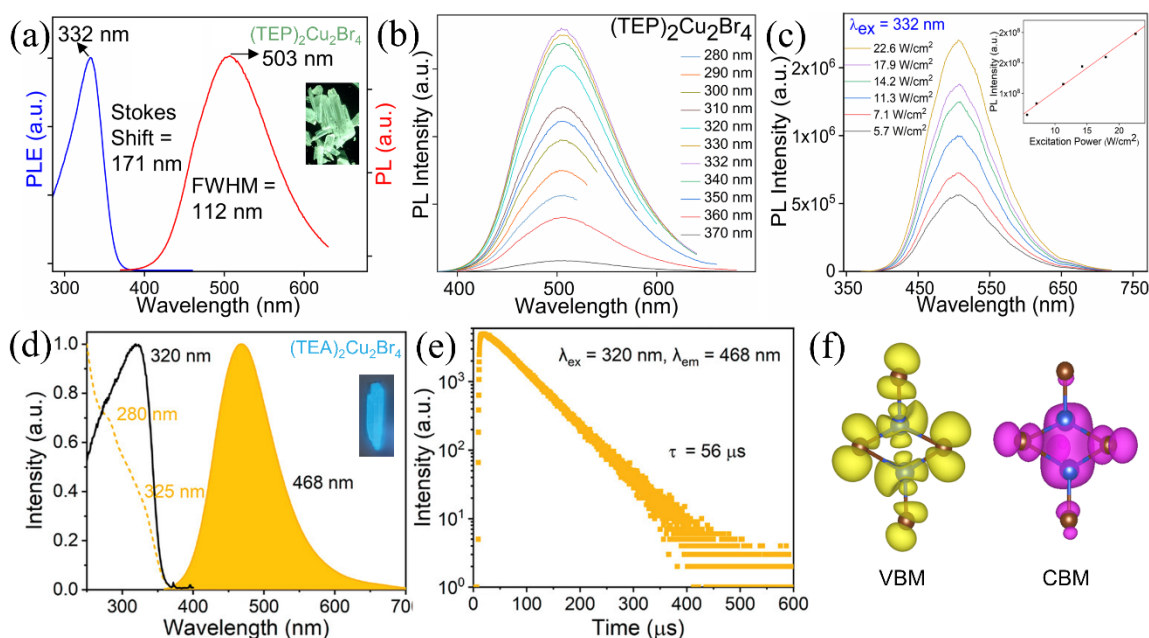 (a)
332 nm
(TEP)₂Cu₂Br₄
503 nm
Stokes
Shift =
171 nm
FWHM =
112 nm
PLE (a.u.)
PL (a.u.)
300 400 500 600
Wavelength (nm)
(b)
(TEP)₂Cu₂Br₄
280 nm
290 nm
300 nm
310 nm
320 nm
330 nm
332 nm
340 nm
350 nm
360 nm
370 nm
PL Intensity (a.u.)
400 500 600
Wavelength (nm)
(c)
λex = 332 nm
22.6 W/cm²
17.9 W/cm²
14.2 W/cm²
11.3 W/cm²
7.1 W/cm²
5.7 W/cm²
PL Intensity (a.u.)
2x10⁶
1x10⁶
10 15 20
Excitation Power (W/cm²)
PL Intensity (a.u.)
2x10⁶
1x10⁶
5x10⁵
0
350 450 550 650 750
Wavelength (nm)
(d)
320 nm
(TEA)₂Cu₂Br₄
280 nm
325 nm
468 nm
Intensity (a.u.)
1.0
0.8
0.6
0.4
0.2
0.0
300 400 500 600 700
Wavelength (nm)
(e)
λex = 320 nm, λem = 468 nm
τ = 56 μs
Intensity (a.u.)
10³
10²
10¹
10⁰
0 100 200 300 400 500 600
Time (μs)
(f)
VBM
CBM